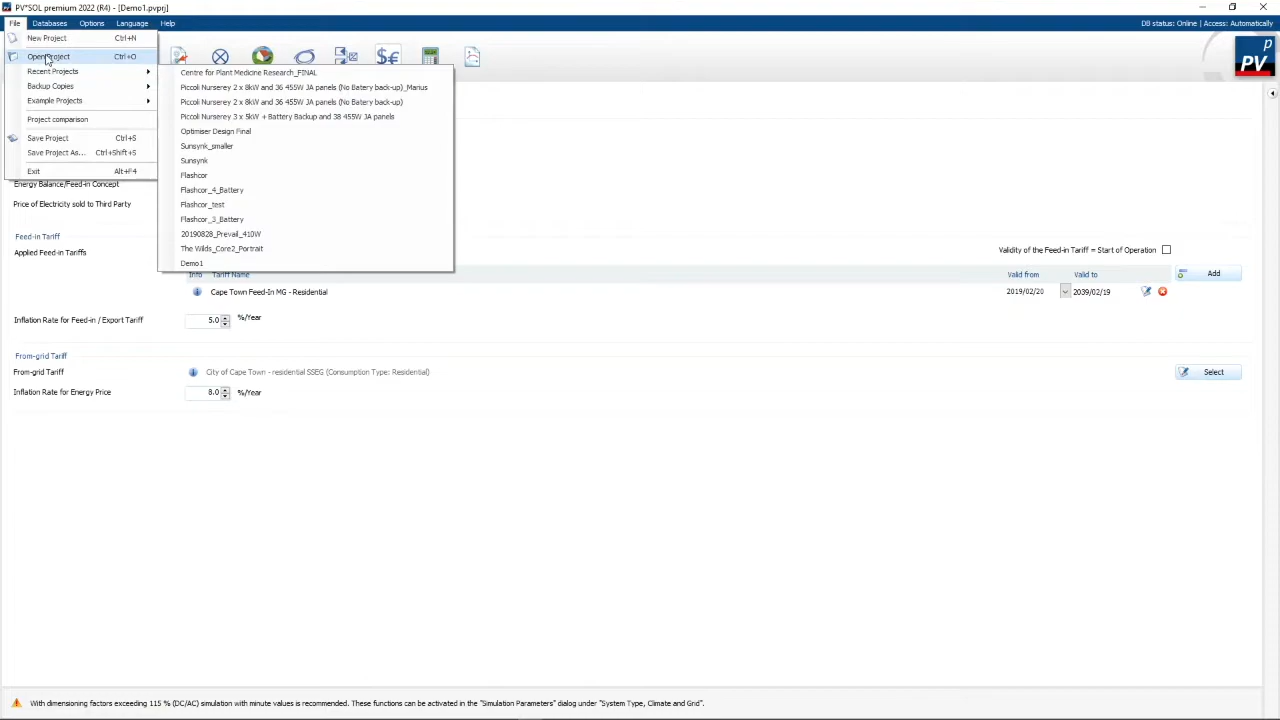 PV*SOL premium 2022 (R4) - [Demo1.pvprj]
File Databases Options Language Help
DB status: Online | Access: Automatically
New Project Ctrl+N
Open Project Ctrl+O
Recent Projects
Backup Copies
Example Projects
Project comparison
Save Project Ctrl+S
Save Project As... Ctrl+Shift+S
Exit Alt+F4
Centre for Plant Medicine Research_FINAL
Piccoli Nurserey 2 x 8kW and 36 455W JA panels (No Batery back-up)_Marius
Piccoli Nurserey 2 x 8kW and 36 455W JA panels (No Batery back-up)
Piccoli Nurserey 3 x 5kW + Battery Backup and 38 455W JA panels
Optimiser Design Final
Sunsynk_smaller
Sunsynk
Flashcor
Flashcor_4_Battery
Flashcor_test
Flashcor_3_Battery
20190828_Prevail_410W
The Wilds_Core2_Portrait
Demo1
$€
p
PV
Energy Balance/Feed-in Concept
Price of Electricity sold to Third Party
Feed-in Tariff
Applied Feed-in Tariffs
Validity of the Feed-in Tariff = Start of Operation
Info Tariff Name Valid from Valid to
Add
Cape Town Feed-In MG - Residential 2019/02/20 2039/02/19
Inflation Rate for Feed-in / Export Tariff 5.0 %/Year
From-grid Tariff
From-grid Tariff City of Cape Town - residential SSEG (Consumption Type: Residential) Select
Inflation Rate for Energy Price 8.0 %/Year
With dimensioning factors exceeding 115 % (DC/AC) simulation with minute values is recommended. These functions can be activated in the "Simulation Parameters" dialog under "System Type, Climate and Grid".